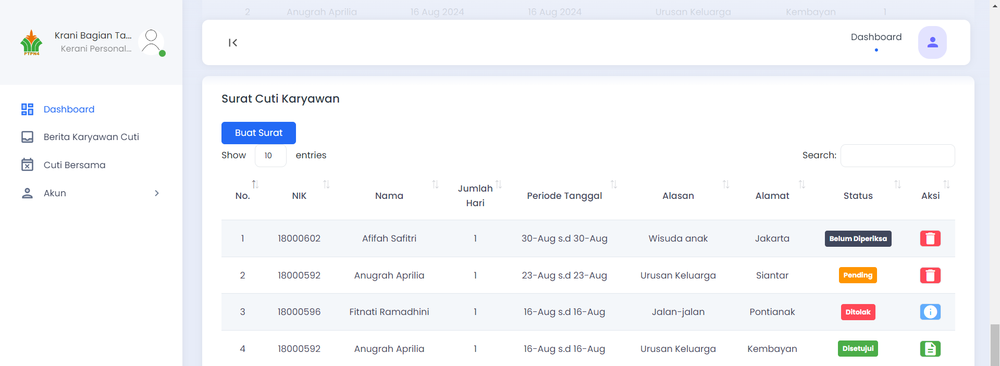 2 Anugrah Aprilia 16 Aug 2024 16 Aug 2024 Urusan Keluarga Kembayan 1
Krani Bagian Ta...
Kerani Personal...
PTPN4
Dashboard
Dashboard
Berita Karyawan Cuti
Cuti Bersama
Akun
Surat Cuti Karyawan
Buat Surat
Show 10 entries Search:
No. NIK Nama Jumlah Hari Periode Tanggal Alasan Alamat Status Aksi
1 18000602 Afifah Safitri 1 30-Aug s.d 30-Aug Wisuda anak Jakarta Belum Diperiksa
2 18000592 Anugrah Aprilia 1 23-Aug s.d 23-Aug Urusan Keluarga Siantar Pending
3 18000596 Fitnati Ramadhini 1 16-Aug s.d 16-Aug Jalan-jalan Pontianak Ditolak
4 18000592 Anugrah Aprilia 1 16-Aug s.d 16-Aug Urusan Keluarga Kembayan Disetujui